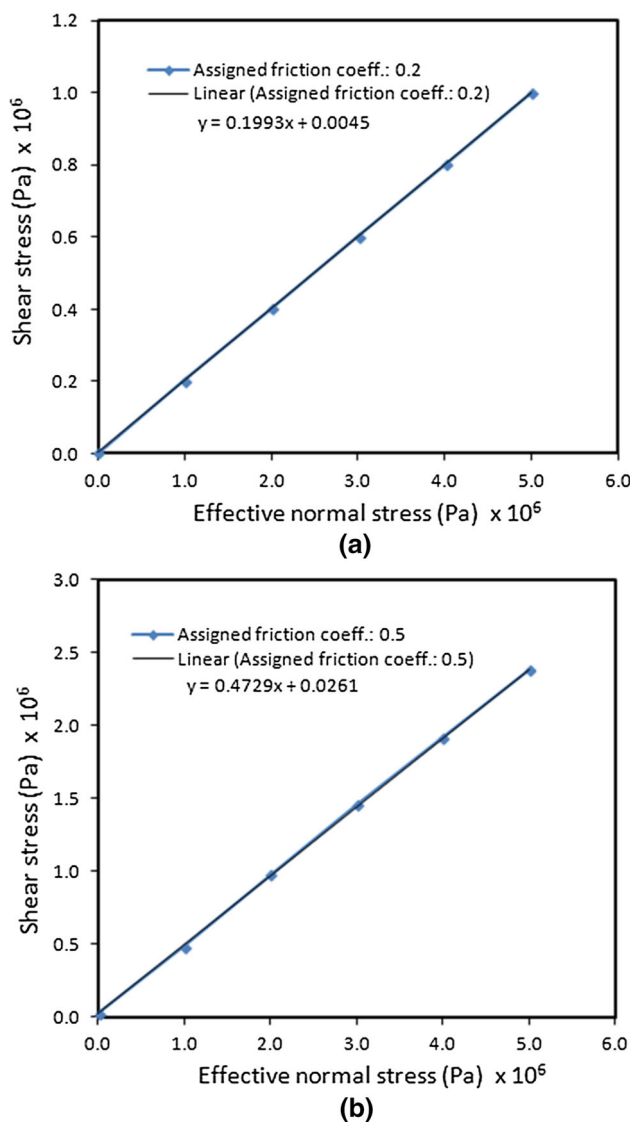 1.2
Assigned friction coeff.: 0.2
Linear (Assigned friction coeff.: 0.2)
y = 0.1993x + 0.0045
1.0
0.8
0.6
0.4
0.2
0.0
Shear stress (Pa) x 10⁶
0.0 1.0 2.0 3.0 4.0 5.0 6.0
Effective normal stress (Pa) x 10⁶
(a)
3.0
Assigned friction coeff.: 0.5
Linear (Assigned friction coeff.: 0.5)
y = 0.4729x + 0.0261
2.5
2.0
1.5
1.0
0.5
0.0
Shear stress (Pa) x 10⁶
0.0 1.0 2.0 3.0 4.0 5.0 6.0
Effective normal stress (Pa) x 10⁶
(b)